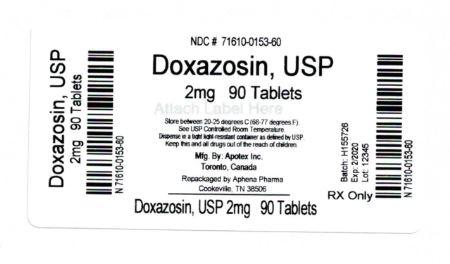 NDC # 71610-0153-60
Doxazosin, USP
2mg 90 Tablets
Attach Label Here
Store between 20-25 degrees C (68-77 degrees F)
See USP Controlled Room Temperature.
Dispense in a tight light-resistant container as defined by USP.
Keep this and all drugs out of the reach of children
Mfg. By: Apotex Inc.
Toronto, Canada
Repackaged by Aphena Pharma
Cookeville, TN 38506
Doxazosin, USP 2mg 90 Tablets
Doxazosin, USP
2mg 90 Tablets
N 71610-0153-60
Batch: H155726
Exp: 2/2020
Lot: 12345
N 71610-0153-60
RX Only